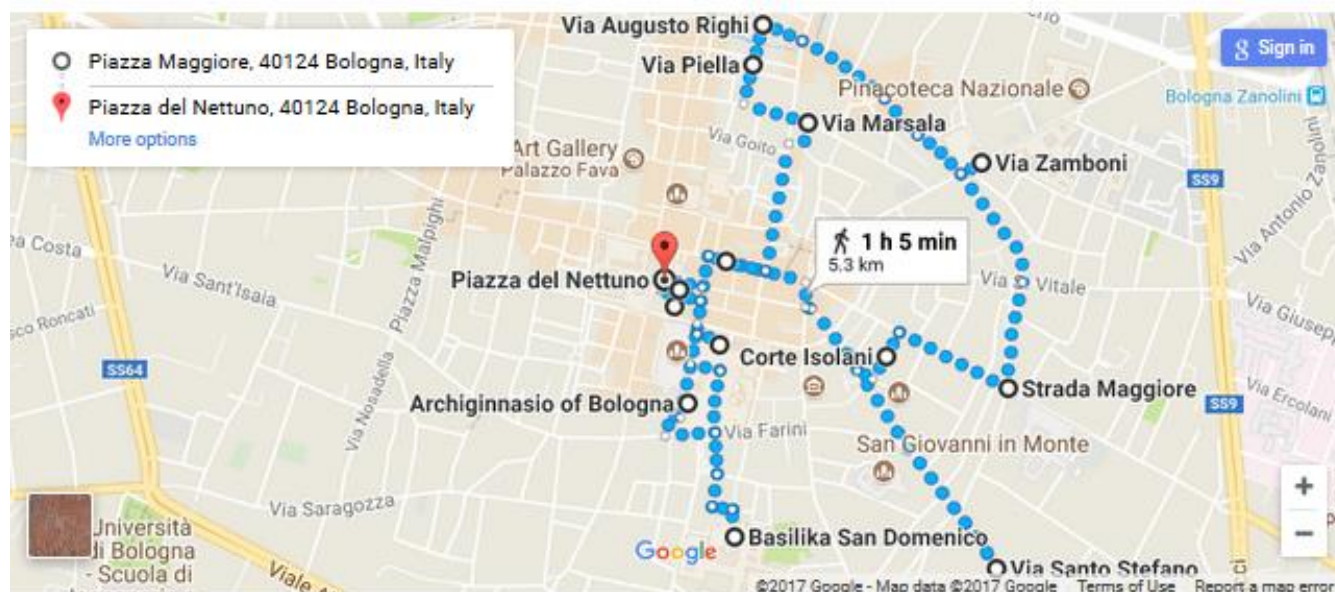 Piazza Maggiore, 40124 Bologna, Italy
Piazza del Nettuno, 40124 Bologna, Italy
More options
Via Augusto Righi
Sign in
Via Piella
Pinacoteca Nazionale
Bologna Zanolini
Via Marsala
Via Goito
Art Gallery
Palazzo Fava
Via Zamboni
SS9
Via Antonio Zanolini
Piazza Malpighi
1 h 5 min
5,3 km
Costa
Via Sant'Isaia
Piazza del Nettuno
Vitale
Via Giusepp
sco Roncati
Corte Isolani
SS64
Strada Maggiore
Via Ercolani
Via Nosadella
Archiginnasio of Bologna
SS9
Via Farini
San Giovanni in Monte
Via Saragozza
+
Università
di Bologna
- Scuola di
Google
Basilika San Domenico
−
Viale
Via Santo Stefano
ci
©2017 Google - Map data ©2017 Google
Terms of Use
Report a map error